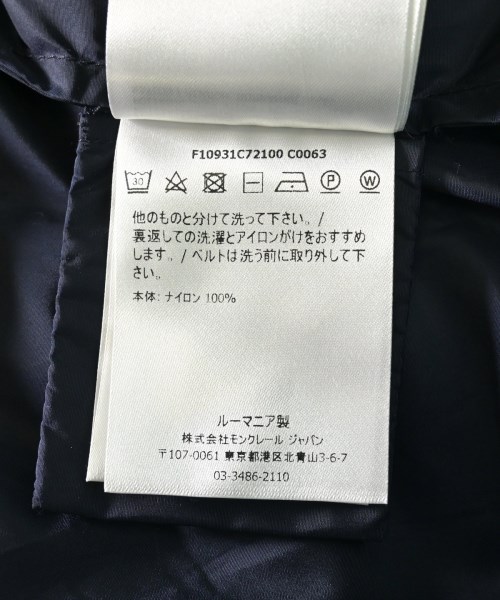 F10931C72100 C0063
30 P W
他のものと分けて洗って下さい。/
裏返しての洗濯とアイロンがけをおすすめ
します。/ ベルトは洗う前に取り外して下
さい。
本体: ナイロン 100%
ルーマニア製
株式会社モンクレール ジャパン
〒107-0061 東京都港区北青山3-6-7
03-3486-2110